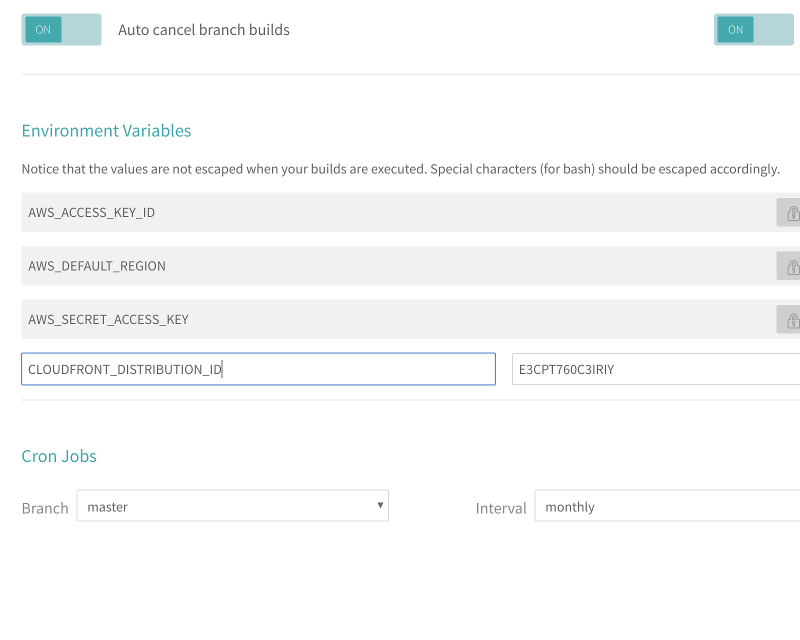 ON Auto cancel branch builds ON
Environment Variables
Notice that the values are not escaped when your builds are executed. Special characters (for bash) should be escaped accordingly.
AWS_ACCESS_KEY_ID
AWS_DEFAULT_REGION
AWS_SECRET_ACCESS_KEY
CLOUDFRONT_DISTRIBUTION_ID E3CPT760C3IRIY
Cron Jobs
Branch master Interval monthly